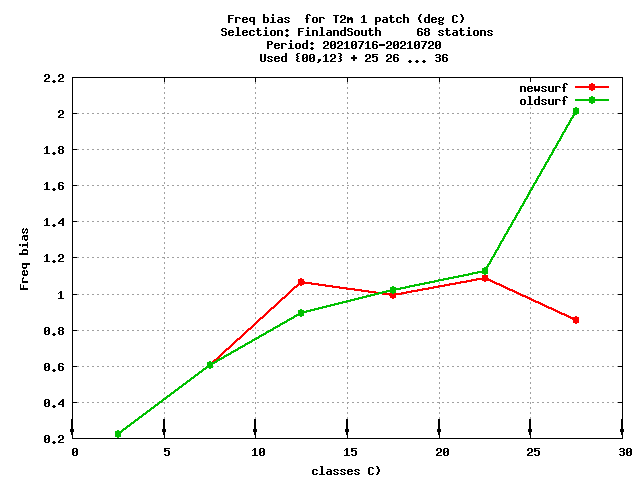 Freq bias  for T2m 1 patch (deg C)
Selection: FinlandSouth     68 stations
Period: 20210716-20210720
Used {00,12} + 25 26 ... 36
newsurf
oldsurf
2.2
2
1.8
1.6
1.4
1.2
1
0.8
0.6
0.4
0.2
Freq bias
0 5 10 15 20 25 30
classes C)